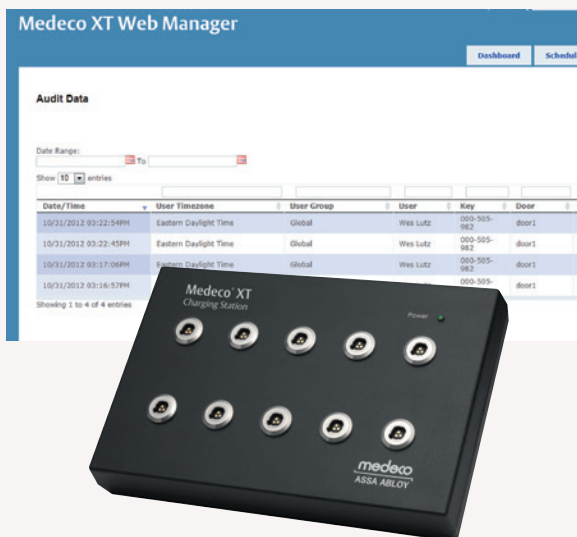 Medeco XT Web Manager
Dashboard
Audit Data
Date Range:
To
Show 10 entries
Date/Time User Timezone User Group User Key Door
10/31/2012 03:22:54PM Eastern Daylight Time Global Wes Lutz 000-505-982 door1
10/31/2012 03:22:45PM Eastern Daylight Time Global Wes Lutz 000-505-982 door1
10/31/2012 03:17:06PM Eastern Daylight Time Global Wes Lutz 000-505-982 door1
10/31/2012 03:16:57PM Wes Lutz 000-505- door1
Showing 1 to 4 of 4 entries
Medeco® XT
Charging Station
Power
medeco
ASSA ABLOY